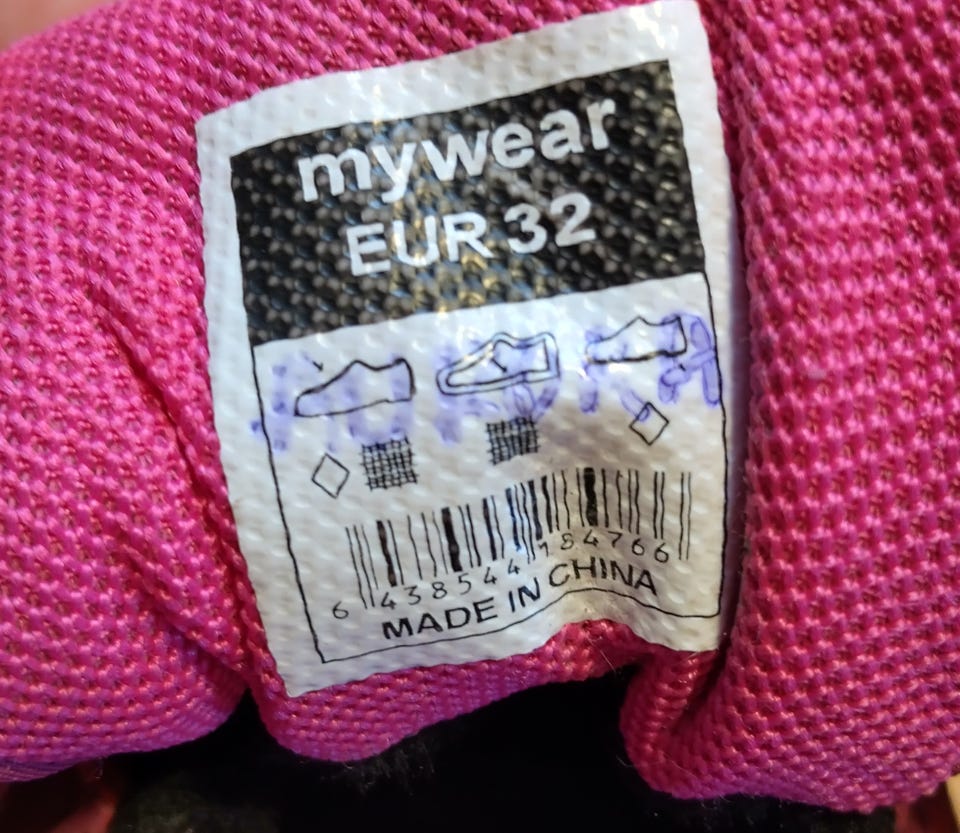 mywear
EUR 32
6 438544 184766
MADE IN CHINA